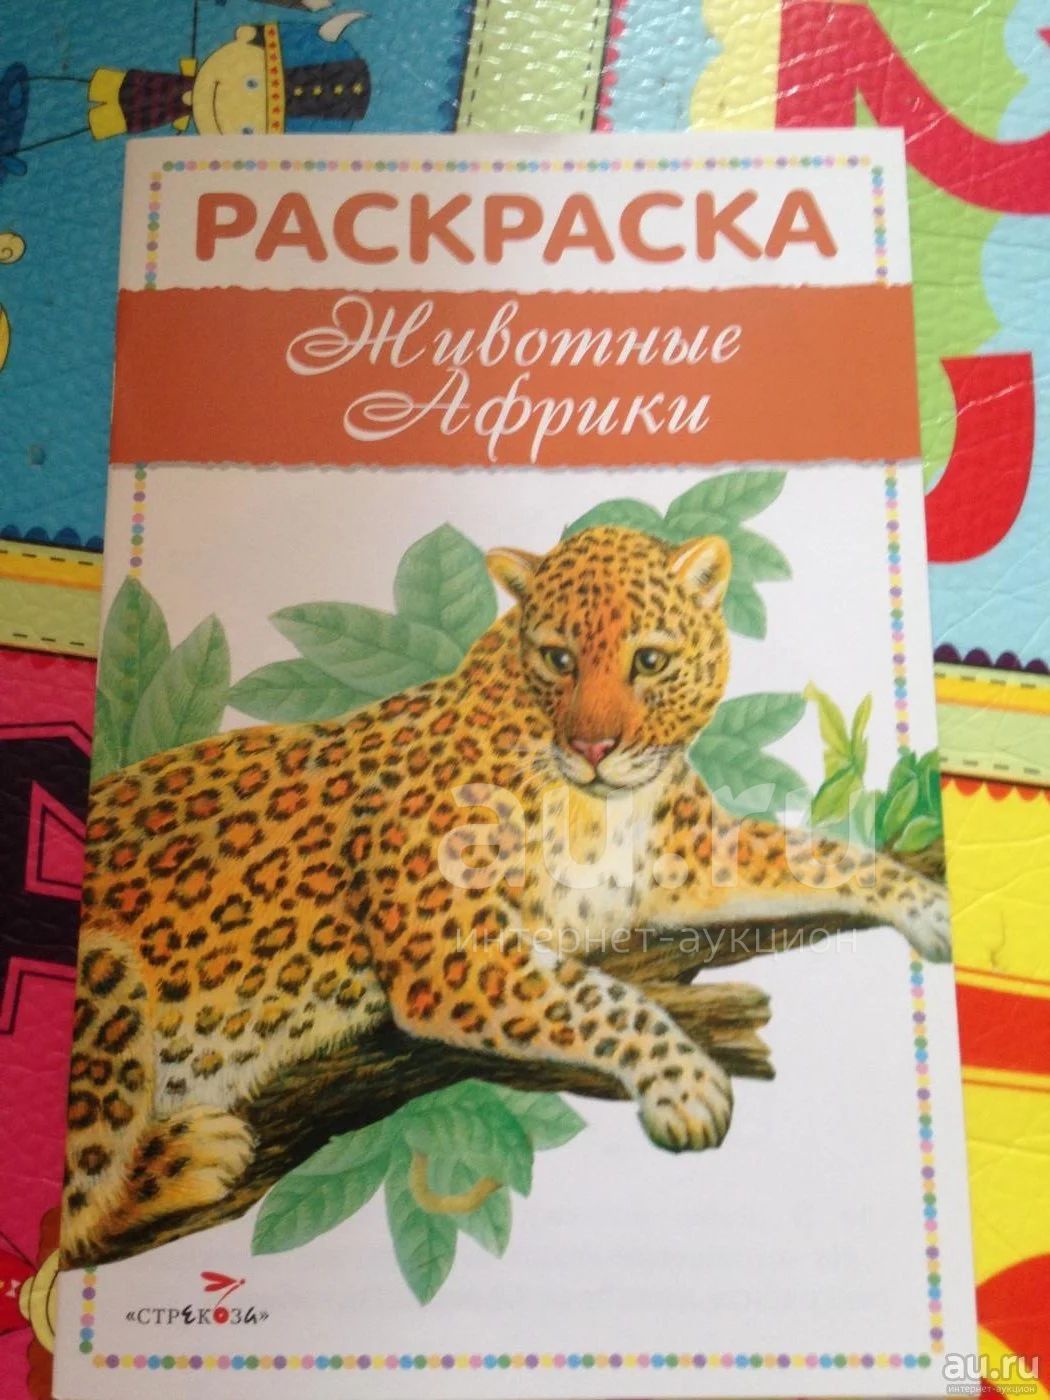 РАСКРАСКА
Животные
Африки
au.ru
интернет-аукцион
«СТРЕКОЗА»
au.ru
интернет-аукцион